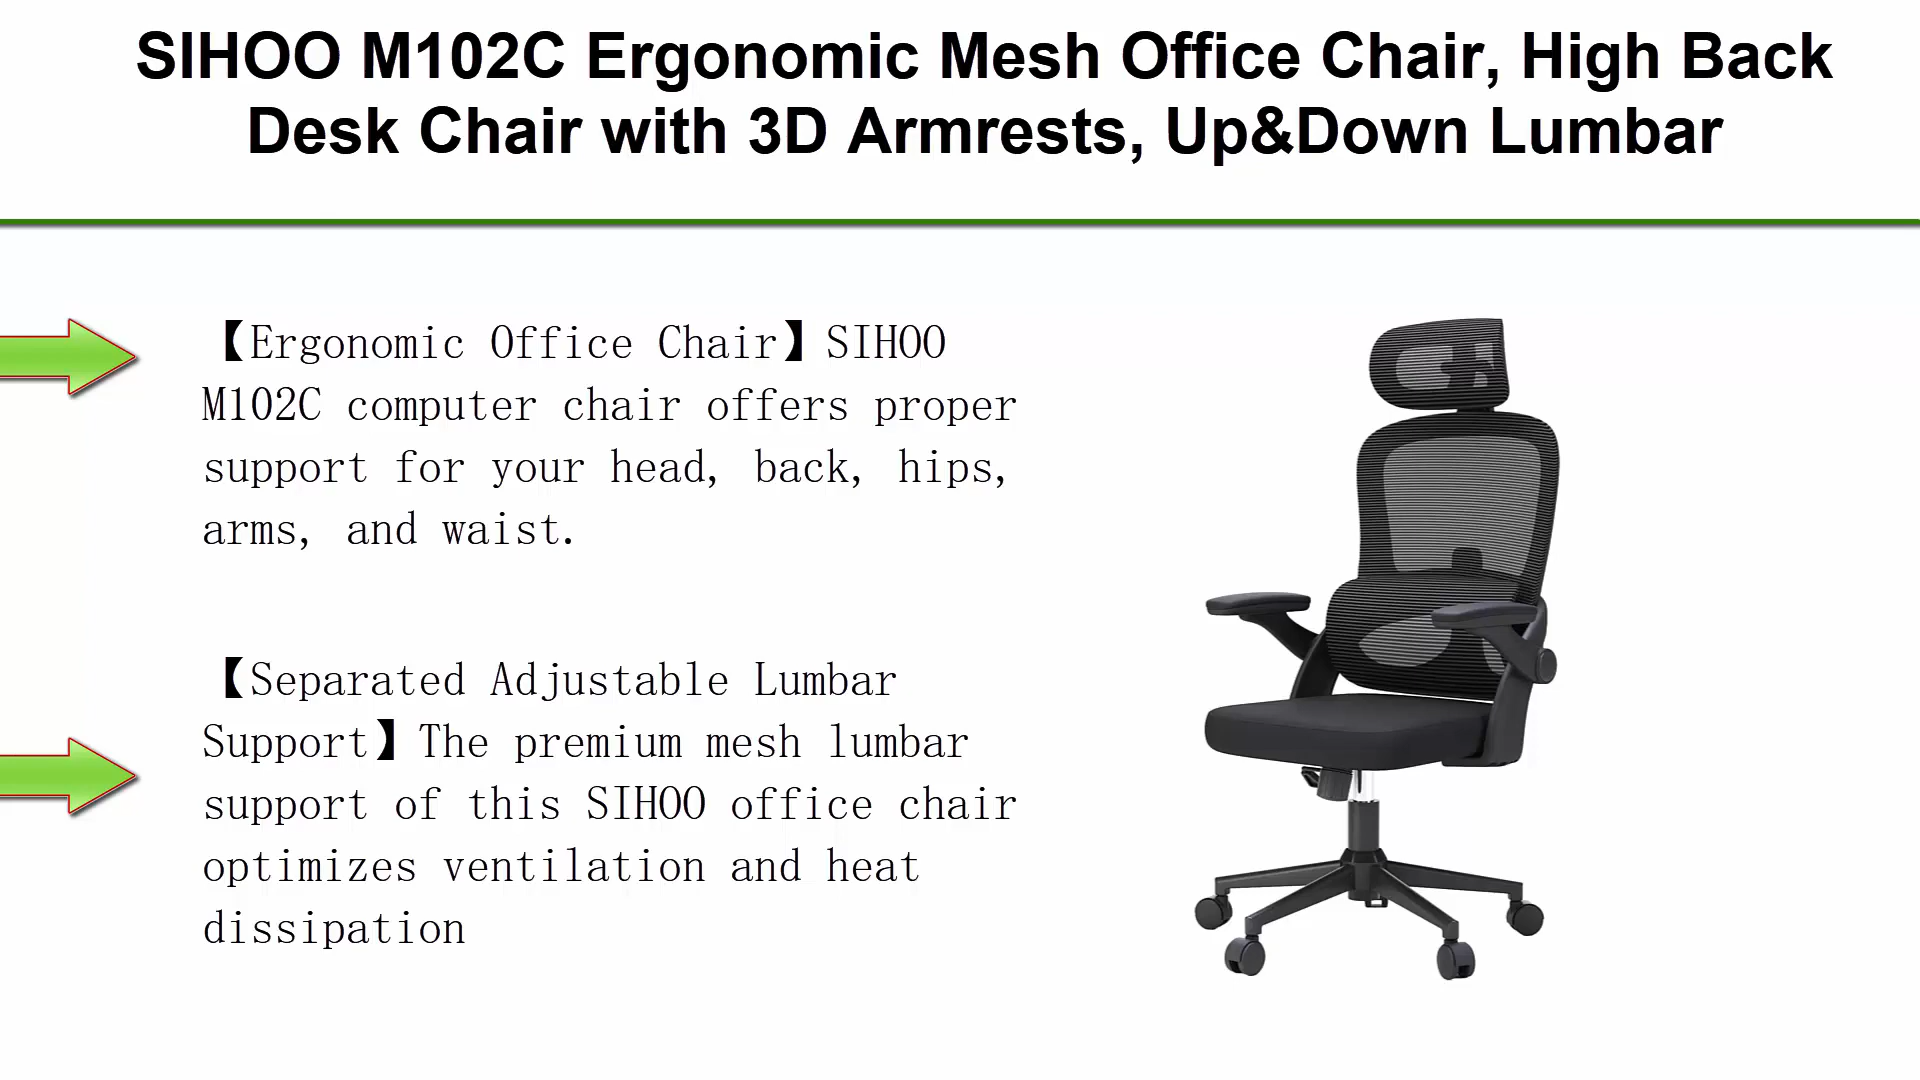 SIHOO M102C Ergonomic Mesh Office Chair, High Back
Desk Chair with 3D Armrests, Up&Down Lumbar
【Ergonomic Office Chair】SIHOO
M102C computer chair offers proper
support for your head, back, hips,
arms, and waist.
【Separated Adjustable Lumbar
Support】The premium mesh lumbar
support of this SIHOO office chair
optimizes ventilation and heat
dissipation